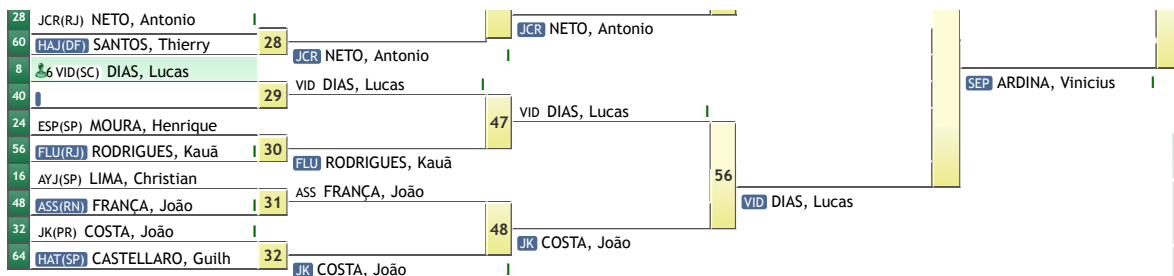 28 JCR(RJ) NETO, Antonio
JCR NETO, Antonio
60 HAJ(DF) SANTOS, Thierry 28
JCR NETO, Antonio
8 6 VID(SC) DIAS, Lucas
SEP ARDINA, Vinicius
VID DIAS, Lucas
40 29
VID DIAS, Lucas
24 ESP(SP) MOURA, Henrique 47
56 FLU(RJ) RODRIGUES, Kauã 30
FLU RODRIGUES, Kauã
16 AYJ(SP) LIMA, Christian 56
ASS FRANÇA, João
48 ASS(RN) FRANÇA, João 31
VID DIAS, Lucas
32 JK(PR) COSTA, João 48
JK COSTA, João
64 HAT(SP) CASTELLARO, Guilh 32
JK COSTA, João